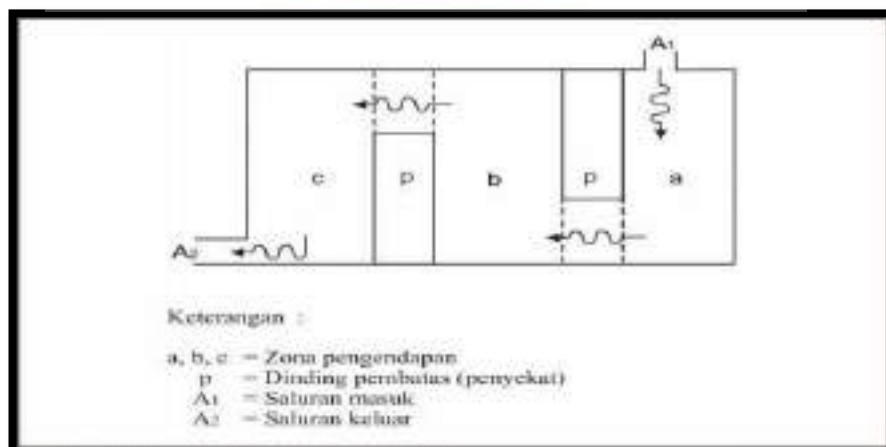 A1
c p b p a
A2
Keterangan :
a, b, c = Zona pengendapan
p = Dinding pembatas (penyekat)
A1 = Saluran masuk
A2 = Saluran keluar